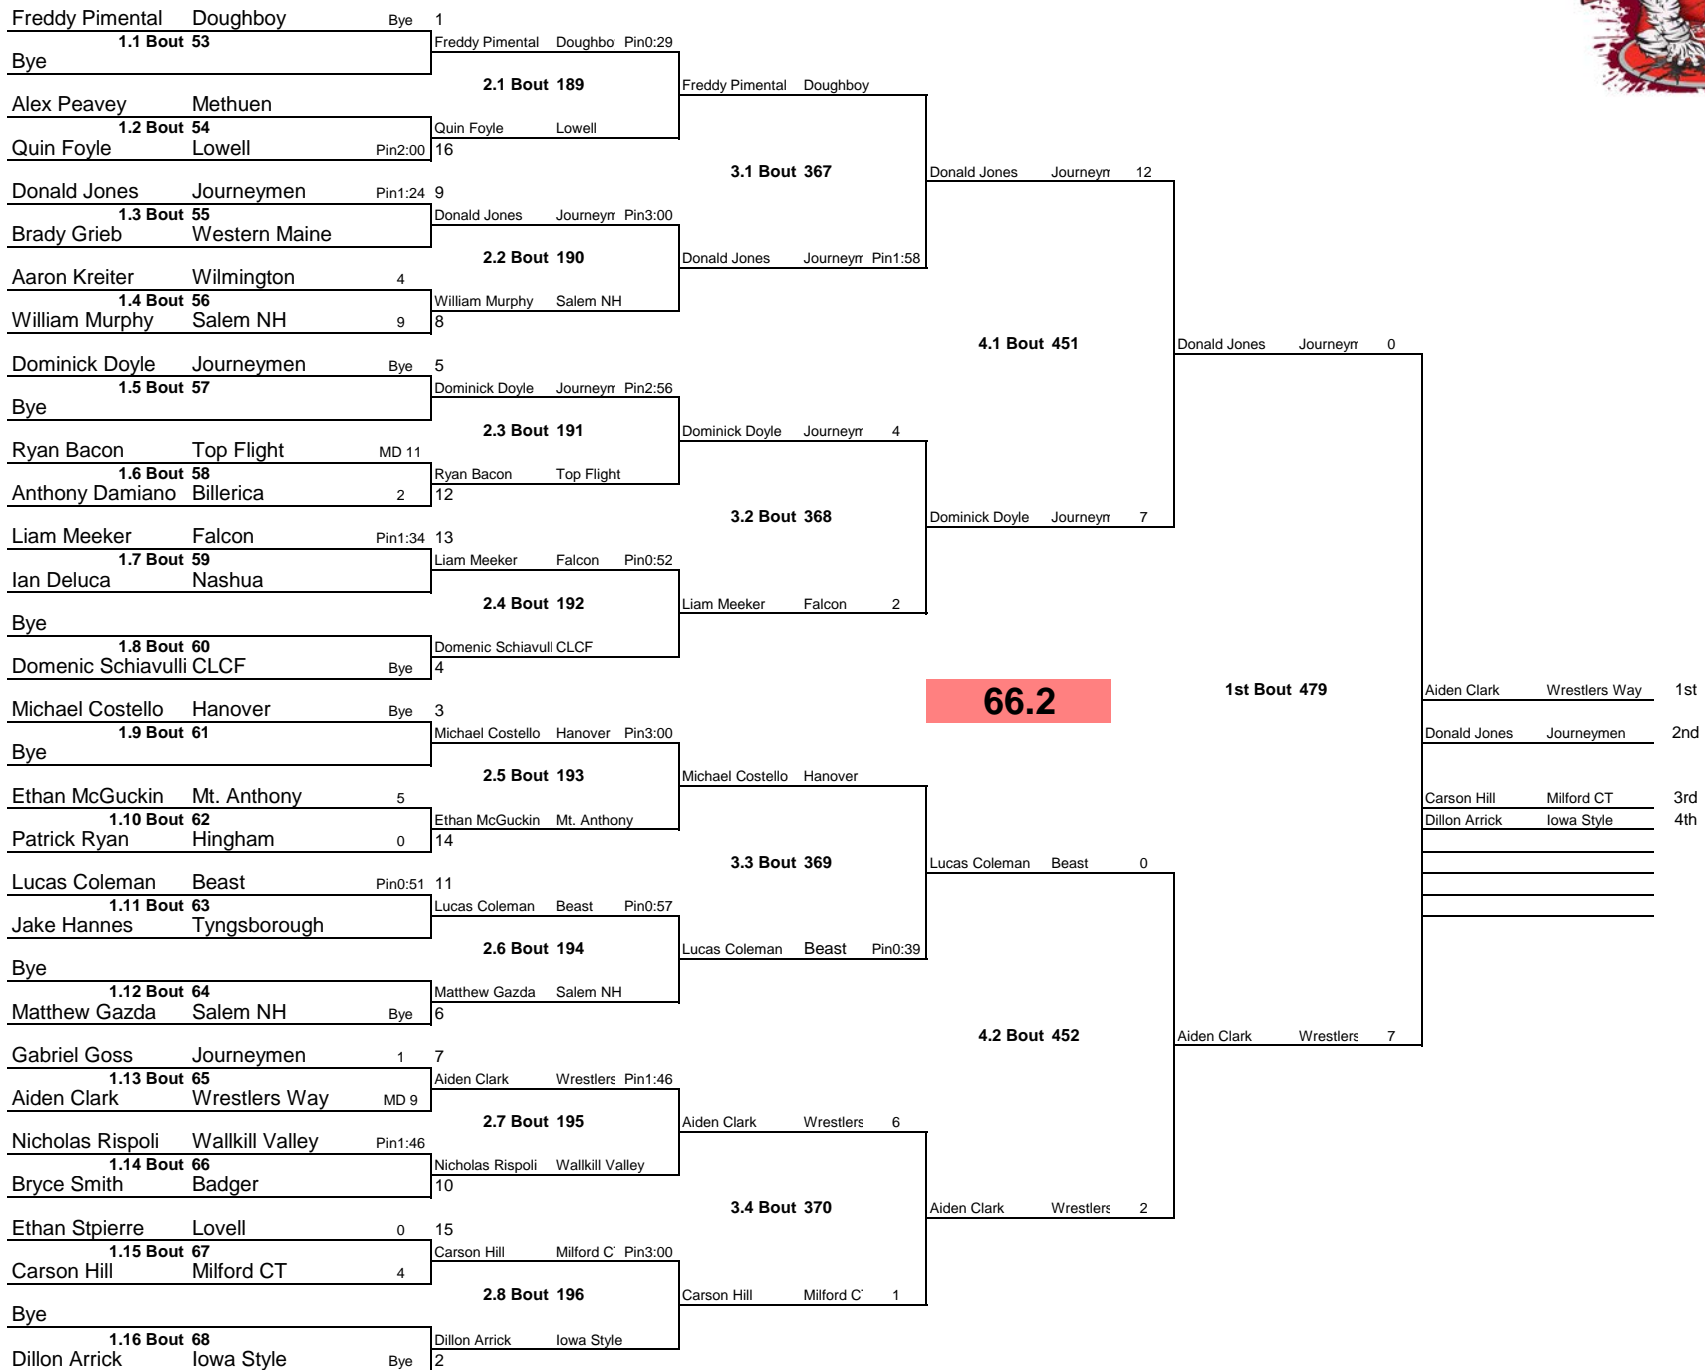 Freddy Pimental Doughboy Bye 1
1.1 Bout 53
Bye
Alex Peavey Methuen
1.2 Bout 54
Quin Foyle Lowell Pin2:00 16
Donald Jones Journeymen Pin1:24 9
1.3 Bout 55
Brady Grieb Western Maine
Aaron Kreiter Wilmington 4
1.4 Bout 56
William Murphy Salem NH 9 8
Dominick Doyle Journeymen Bye 5
1.5 Bout 57
Bye
Ryan Bacon Top Flight MD 11
1.6 Bout 58
Anthony Damiano Billerica 2 12
Liam Meeker Falcon Pin1:34 13
1.7 Bout 59
Ian Deluca Nashua
Bye
1.8 Bout 60
Domenic Schiavulli CLCF Bye 4
Michael Costello Hanover Bye 3
1.9 Bout 61
Bye
Ethan McGuckin Mt. Anthony 5
1.10 Bout 62
Patrick Ryan Hingham 0 14
Lucas Coleman Beast Pin0:51 11
1.11 Bout 63
Jake Hannes Tyngsborough
Bye
1.12 Bout 64
Matthew Gazda Salem NH Bye 6
Gabriel Goss Journeymen 1 7
1.13 Bout 65
Aiden Clark Wrestlers Way MD 9
Nicholas Rispoli Wallkill Valley Pin1:46
1.14 Bout 66
Bryce Smith Badger 10
Ethan Stpierre Lovell 0 15
1.15 Bout 67
Carson Hill Milford CT 4
Bye
1.16 Bout 68
Dillon Arrick Iowa Style Bye 2
Freddy Pimental Doughbo Pin0:29
2.1 Bout 189
Quin Foyle Lowell
Donald Jones Journeym Pin3:00
2.2 Bout 190
William Murphy Salem NH
Dominick Doyle Journeym Pin2:56
2.3 Bout 191
Ryan Bacon Top Flight
Liam Meeker Falcon Pin0:52
2.4 Bout 192
Domenic Schiavull CLCF
Michael Costello Hanover Pin3:00
2.5 Bout 193
Ethan McGuckin Mt. Anthony
Lucas Coleman Beast Pin0:57
2.6 Bout 194
Matthew Gazda Salem NH
Aiden Clark Wrestlers Pin1:46
2.7 Bout 195
Nicholas Rispoli Wallkill Valley
Carson Hill Milford C Pin3:00
2.8 Bout 196
Dillon Arrick Iowa Style
Freddy Pimental Doughboy
3.1 Bout 367
Donald Jones Journeym Pin1:58
Dominick Doyle Journeym 4
3.2 Bout 368
Liam Meeker Falcon 2
Michael Costello Hanover
3.3 Bout 369
Lucas Coleman Beast Pin0:39
Aiden Clark Wrestlers 6
3.4 Bout 370
Carson Hill Milford C 1
Donald Jones Journeym 12
4.1 Bout 451
Dominick Doyle Journeym 7
66.2
Lucas Coleman Beast 0
4.2 Bout 452
Aiden Clark Wrestlers 2
Donald Jones Journeym 0
1st Bout 479
Aiden Clark Wrestlers 7
Aiden Clark Wrestlers Way 1st
Donald Jones Journeymen 2nd
Carson Hill Milford CT 3rd
Dillon Arrick Iowa Style 4th